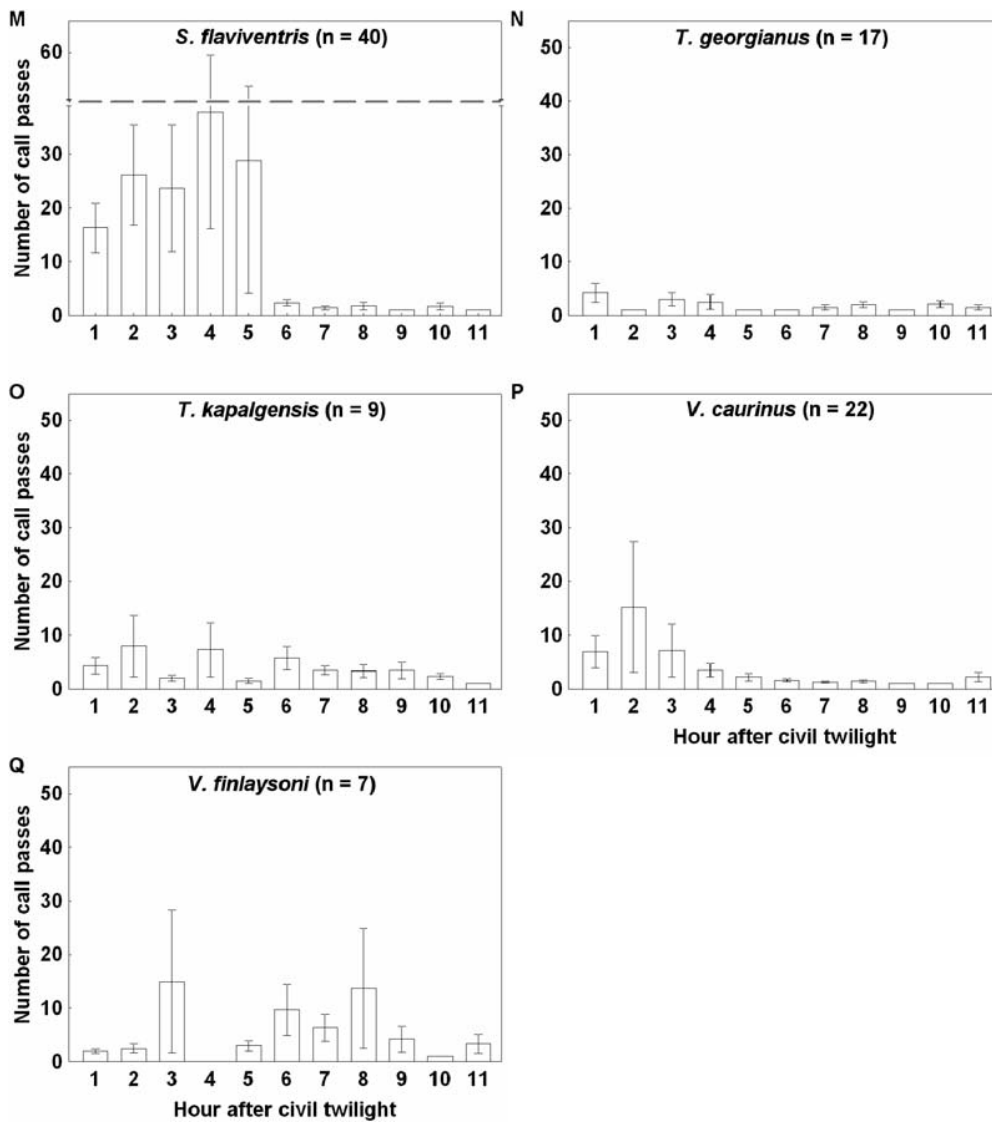 M
S. flaviventris (n = 40)
Number of call passes
60
30
20
10
0
1 2 3 4 5 6 7 8 9 10 11
N
T. georgianus (n = 17)
50
40
30
20
10
0
1 2 3 4 5 6 7 8 9 10 11
O
T. kapalgensis (n = 9)
Number of call passes
50
40
30
20
10
0
1 2 3 4 5 6 7 8 9 10 11
P
V. caurinus (n = 22)
50
40
30
20
10
0
1 2 3 4 5 6 7 8 9 10 11
Hour after civil twilight
Q
V. finlaysoni (n = 7)
Number of call passes
50
40
30
20
10
0
1 2 3 4 5 6 7 8 9 10 11
Hour after civil twilight